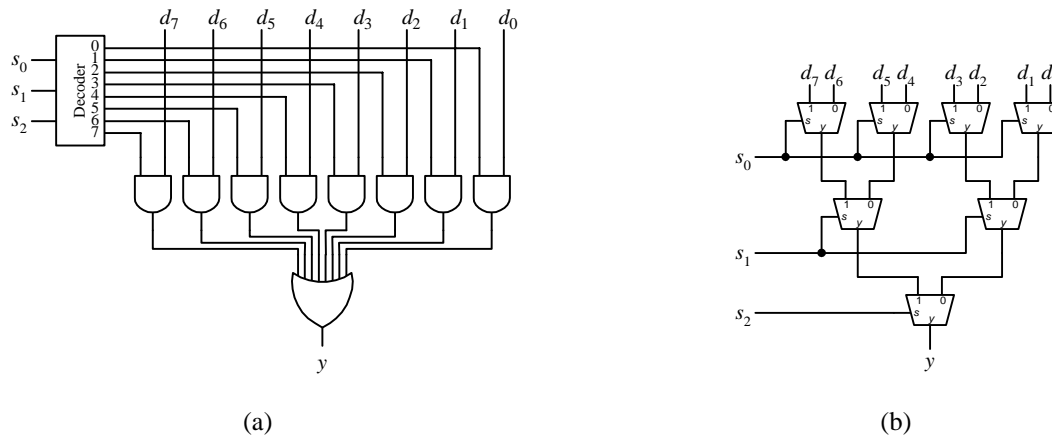 d7 d6 d5 d4 d3 d2 d1 d0
s0
s1
s2
Decoder
0
1
2
3
4
5
6
7
y
(a)
d7 d6 d5 d4 d3 d2 d1 d
1 0 1 0 1 0 1 0
s y s y s y s y
s0
1 0 1 0
s y s y
s1
1 0
s y
s2
y
(b)